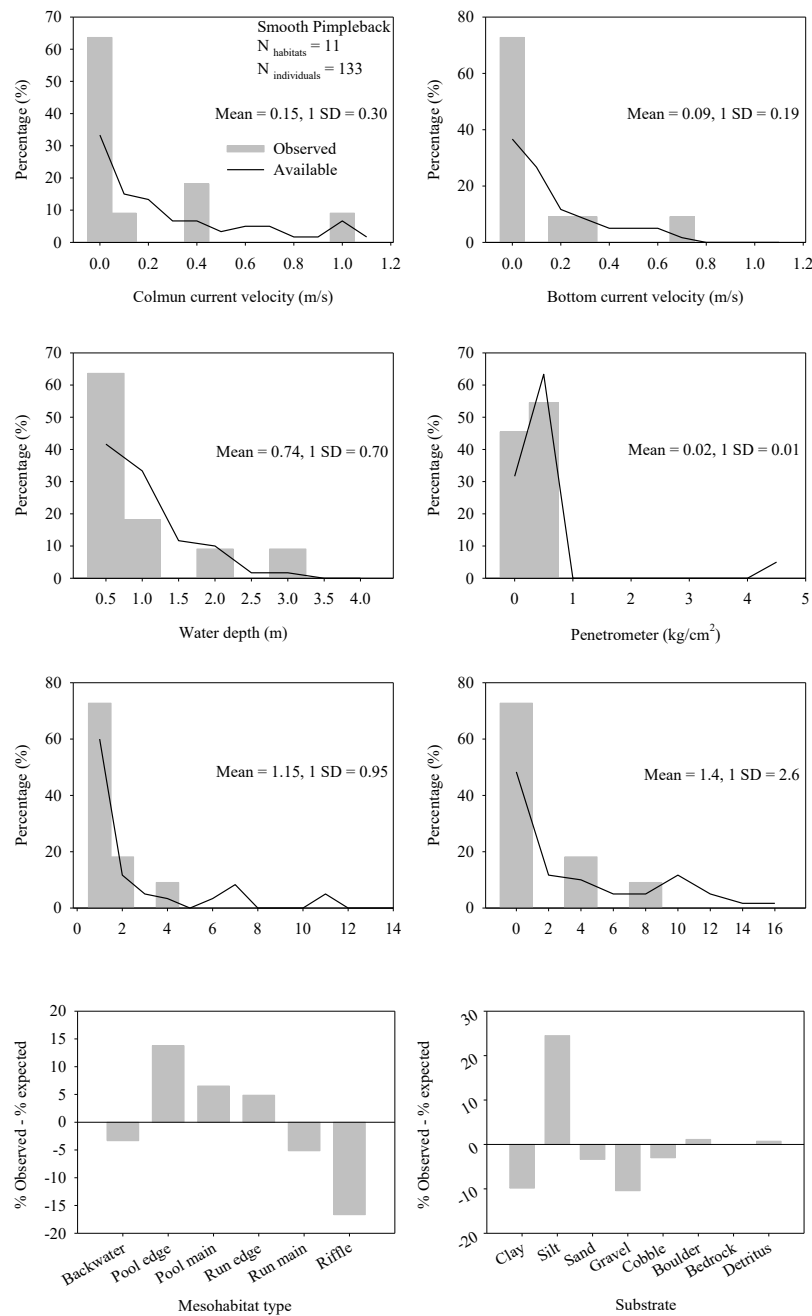 Smooth Pimpleback
N habitats = 11
N individuals = 133
Mean = 0.15, 1 SD = 0.30
Observed
Available
Percentage (%)
70
60
50
40
30
20
10
0
0.0 0.2 0.4 0.6 0.8 1.0 1.2
Colmun current velocity (m/s)
Mean = 0.09, 1 SD = 0.19
Percentage (%)
80
60
40
20
0
0.0 0.2 0.4 0.6 0.8 1.0 1.2
Bottom current velocity (m/s)
Mean = 0.74, 1 SD = 0.70
Percentage (%)
70
60
50
40
30
20
10
0
0.5 1.0 1.5 2.0 2.5 3.0 3.5 4.0
Water depth (m)
Mean = 0.02, 1 SD = 0.01
Percentage (%)
70
60
50
40
30
20
10
0
0 1 2 3 4 5
Penetrometer (kg/cm²)
Mean = 1.15, 1 SD = 0.95
Percentage (%)
80
60
40
20
0
0 2 4 6 8 10 12 14
Mean = 1.4, 1 SD = 2.6
Percentage (%)
80
60
40
20
0
0 2 4 6 8 10 12 14 16
% Observed - % expected
20
15
10
5
0
-5
-10
-15
-20
Backwater Pool edge Pool main Run edge Run main Riffle
Mesohabitat type
% Observed - % expected
30
20
10
0
-10
-20
Clay Silt Sand Gravel Cobble Boulder Bedrock Detritus
Substrate